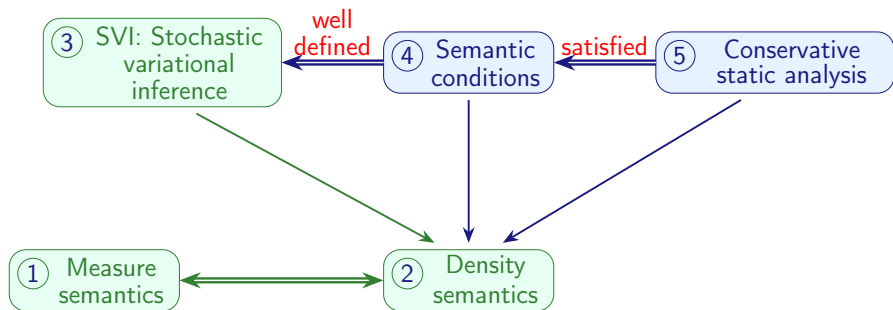 3 SVI: Stochastic
variational
inference
well
defined
4 Semantic
conditions
satisfied
5 Conservative
static analysis
1 Measure
semantics
2 Density
semantics